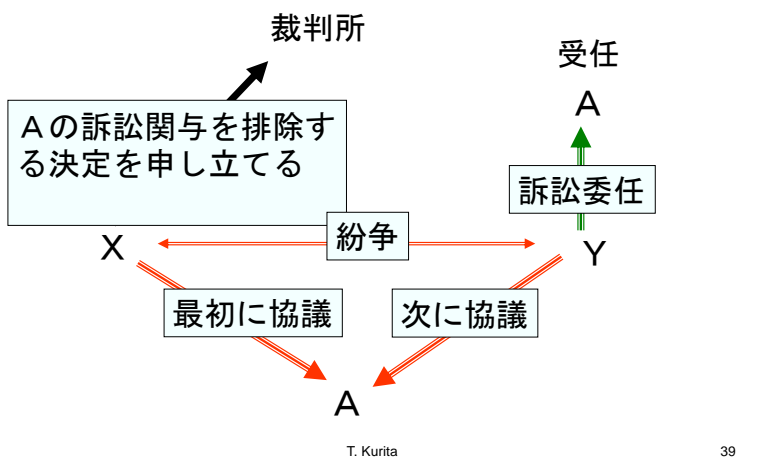 裁判所
受任
A
Aの訴訟関与を排除す
る決定を申し立てる
訴訟委任
X
紛争
Y
最初に協議
次に協議
A
T. Kurita
39